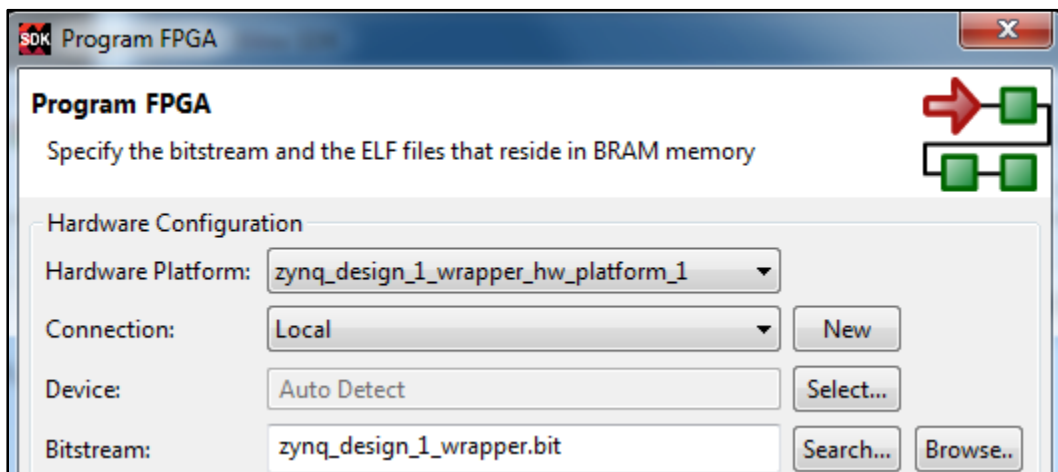 SDK Program FPGA
Program FPGA
Specify the bitstream and the ELF files that reside in BRAM memory
Hardware Configuration
Hardware Platform: zynq_design_1_wrapper_hw_platform_1
Connection: Local New
Device: Auto Detect Select...
Bitstream: zynq_design_1_wrapper.bit Search... Browse..